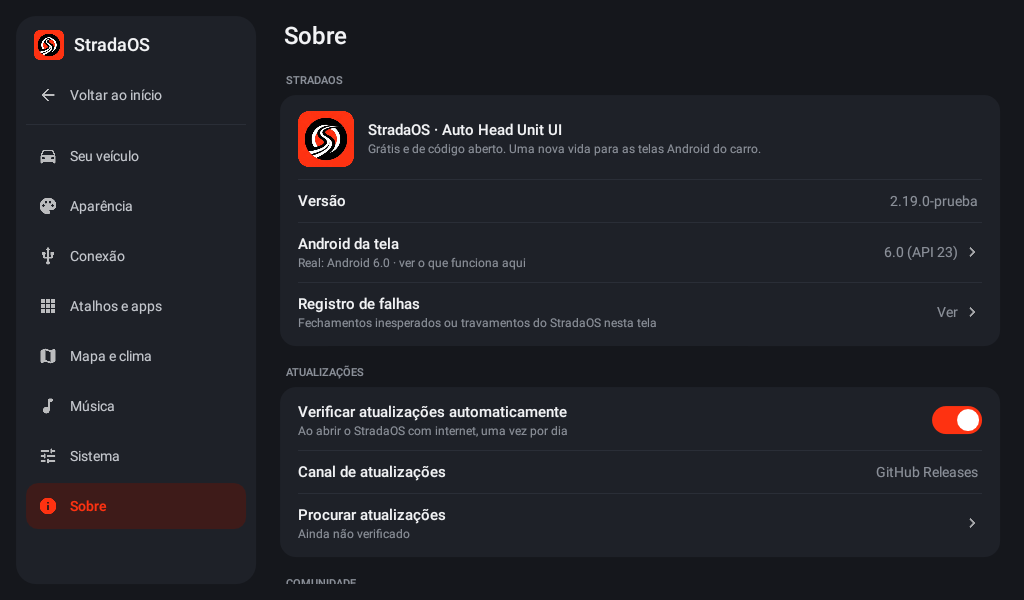 StradaOS
Voltar ao início
Seu veículo
Aparência
Conexão
Atalhos e apps
Mapa e clima
Música
Sistema
Sobre
Sobre
STRADAOS
StradaOS · Auto Head Unit UI
Grátis e de código aberto. Uma nova vida para as telas Android do carro.
Versão
2.19.0-prueba
Android da tela
Real: Android 6.0 · ver o que funciona aqui
6.0 (API 23)
Registro de falhas
Fechamentos inesperados ou travamentos do StradaOS nesta tela
Ver
ATUALIZAÇÕES
Verificar atualizações automaticamente
Ao abrir o StradaOS com internet, uma vez por dia
Canal de atualizações
GitHub Releases
Procurar atualizações
Ainda não verificado
COMUNIDADE